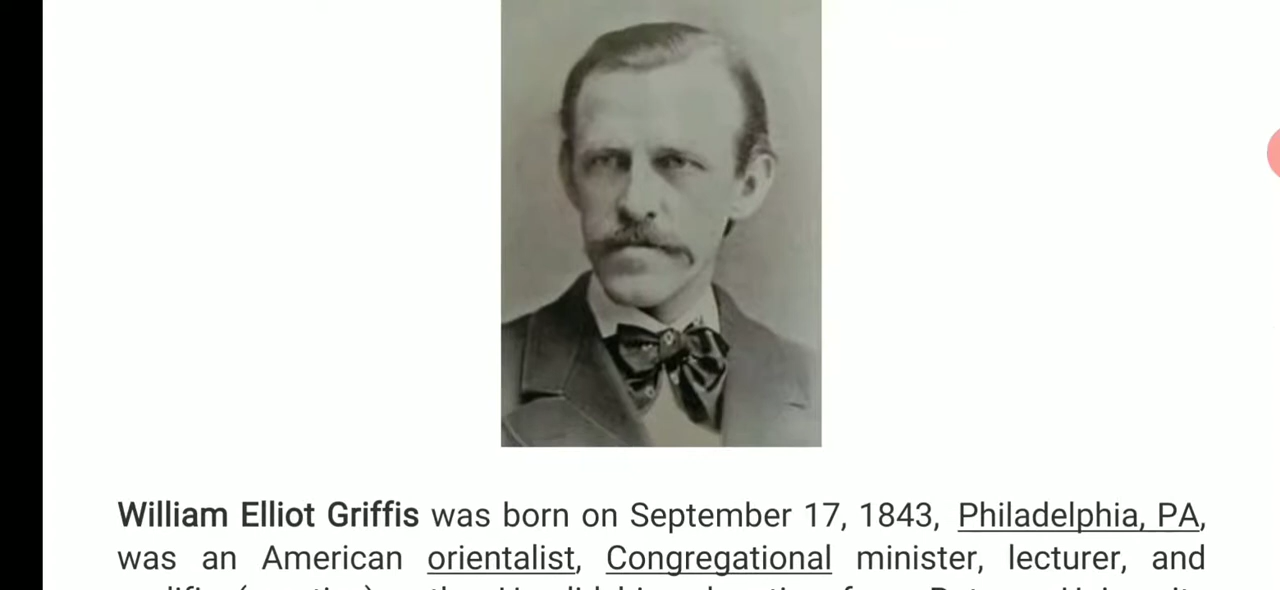 William Elliot Griffis was born on September 17, 1843, Philadelphia, PA,
was an American orientalist, Congregational minister, lecturer, and